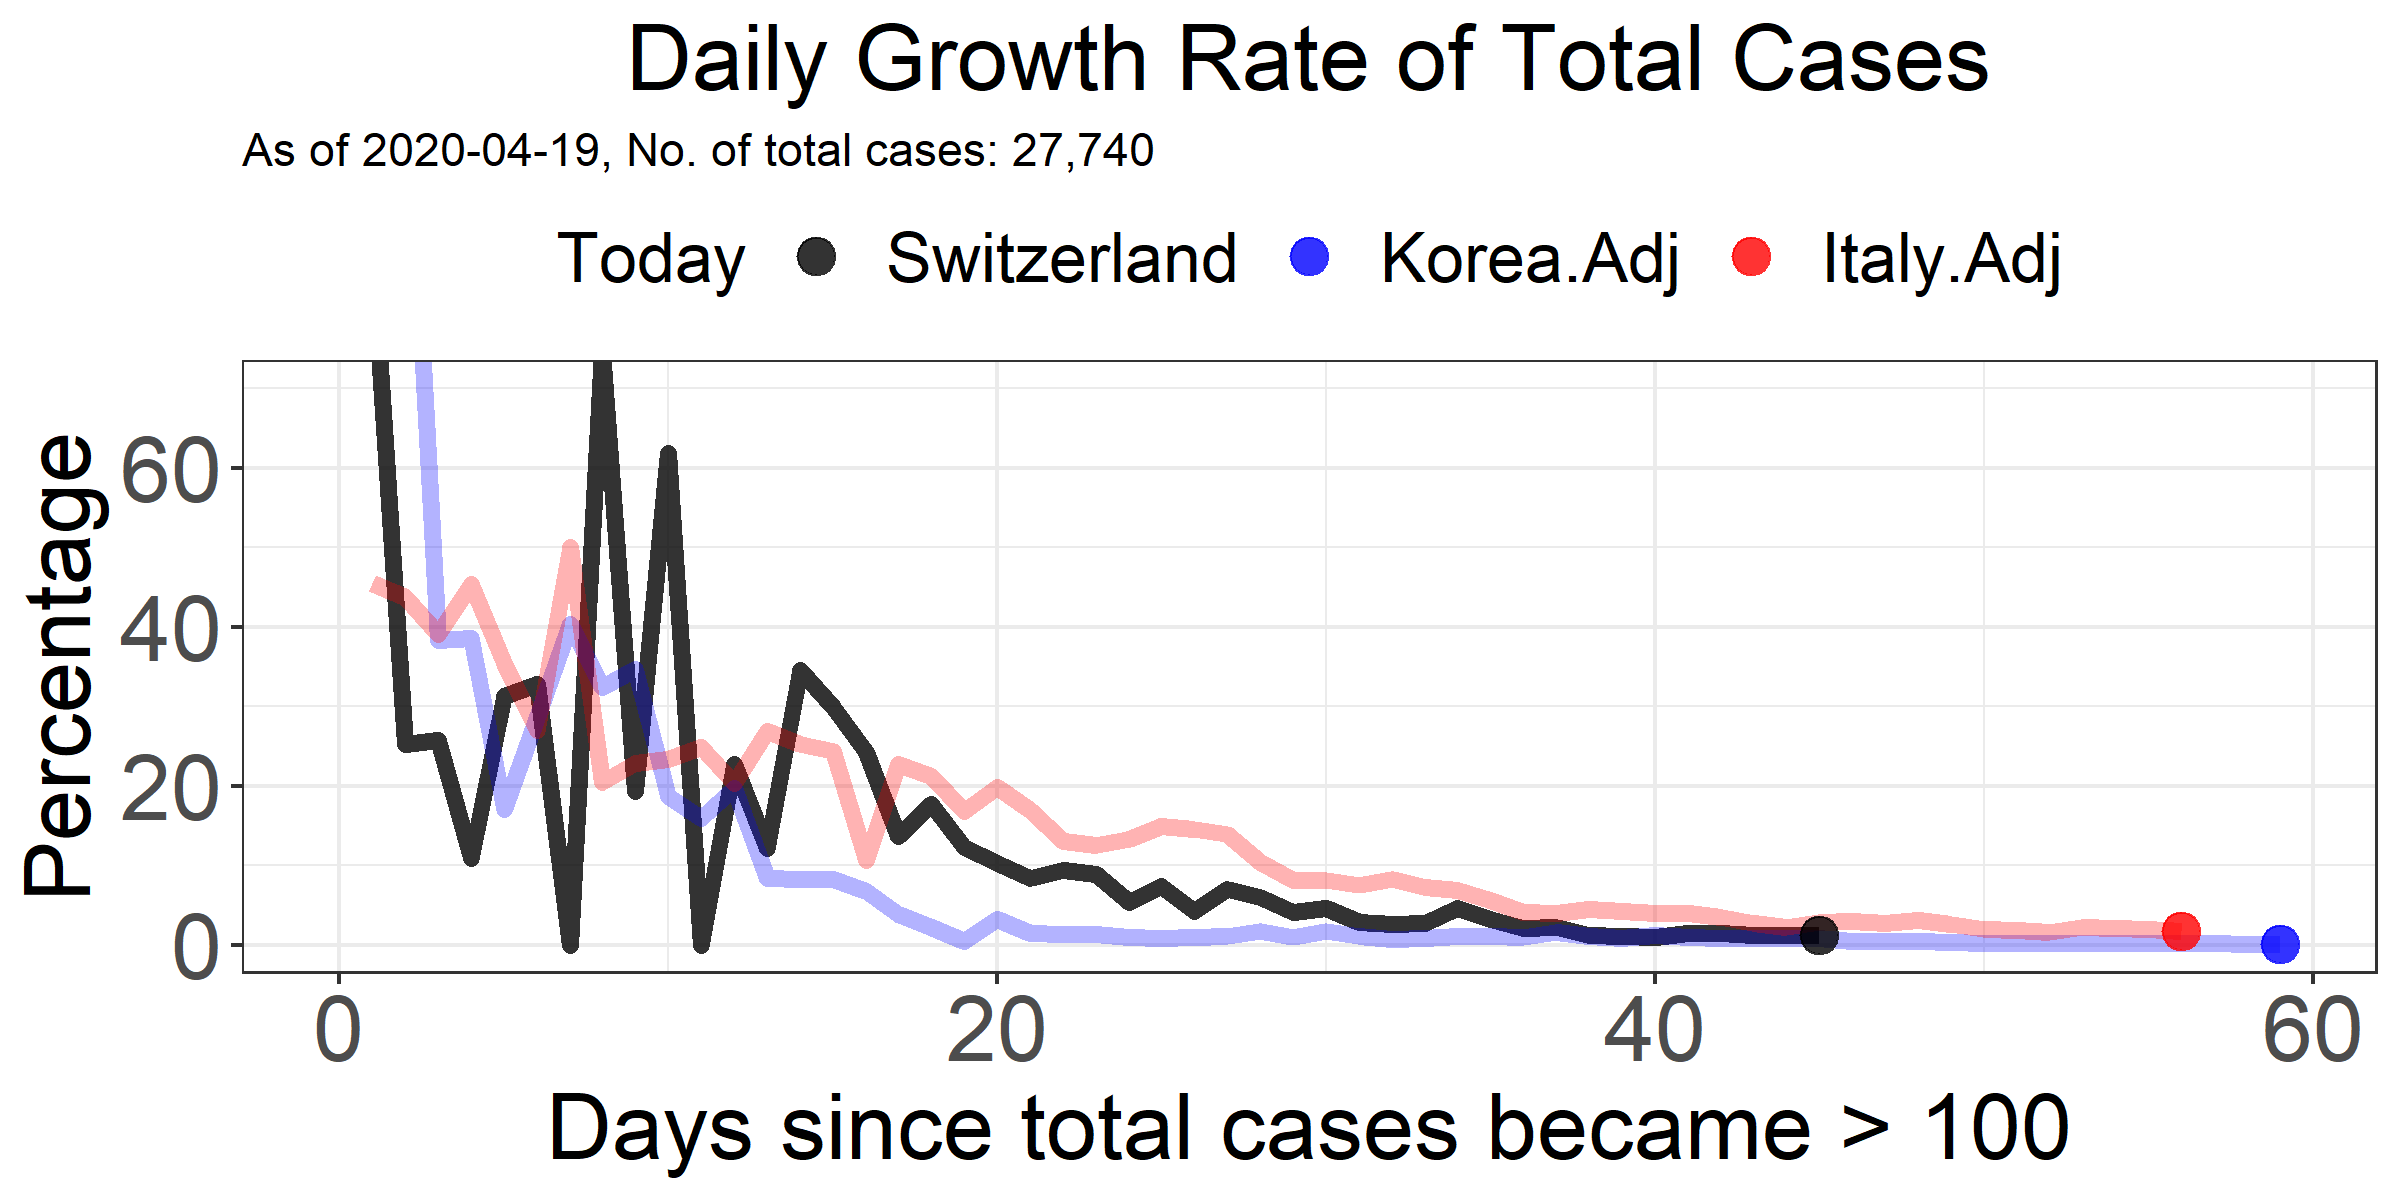 Daily Growth Rate of Total Cases
As of 2020-04-19, No. of total cases: 27,740
Today Switzerland Korea.Adj Italy.Adj
Percentage
60
40
20
0
0 20 40 60
Days since total cases became > 100